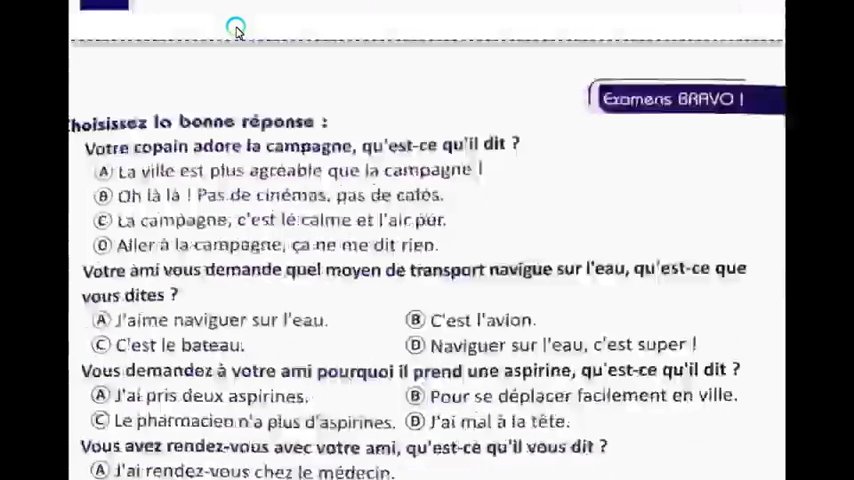 Examens BRAVO !
Choisissez la bonne réponse :
Votre copain adore la campagne, qu'est-ce qu'il dit ?
A La ville est plus agréable que la campagne !
B Oh là là ! Pas de cinémas, pas de cafés.
C La campagne, c'est le calme et l'air pur.
D Aller à la campagne, ça ne me dit rien.
Votre ami vous demande quel moyen de transport navigue sur l'eau, qu'est-ce que
vous dites ?
A J'aime naviguer sur l'eau. B C'est l'avion.
C C'est le bateau. D Naviguer sur l'eau, c'est super !
Vous demandez à votre ami pourquoi il prend une aspirine, qu'est-ce qu'il dit ?
A J'ai pris deux aspirines. B Pour se déplacer facilement en ville.
C Le pharmacien n'a plus d'aspirines. D J'ai mal à la tête.
Vous avez rendez-vous avec votre ami, qu'est-ce qu'il vous dit ?
A J'ai rendez-vous chez le médecin.